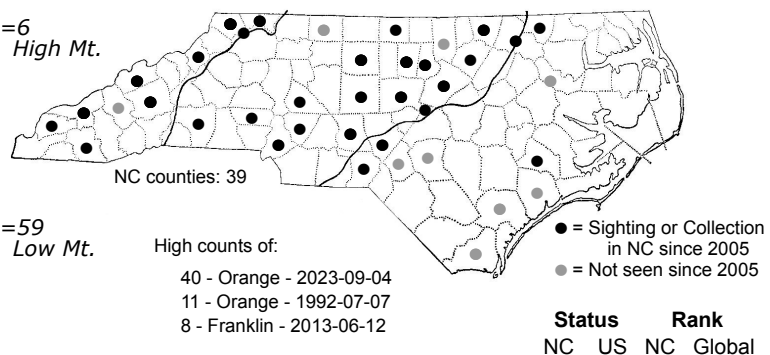 =6
High Mt.
NC counties: 39
=59
Low Mt.
High counts of:
40 - Orange - 2023-09-04
11 - Orange - 1992-07-07
8 - Franklin - 2013-06-12
● = Sighting or Collection
in NC since 2005
● = Not seen since 2005
Status Rank
NC US NC Global